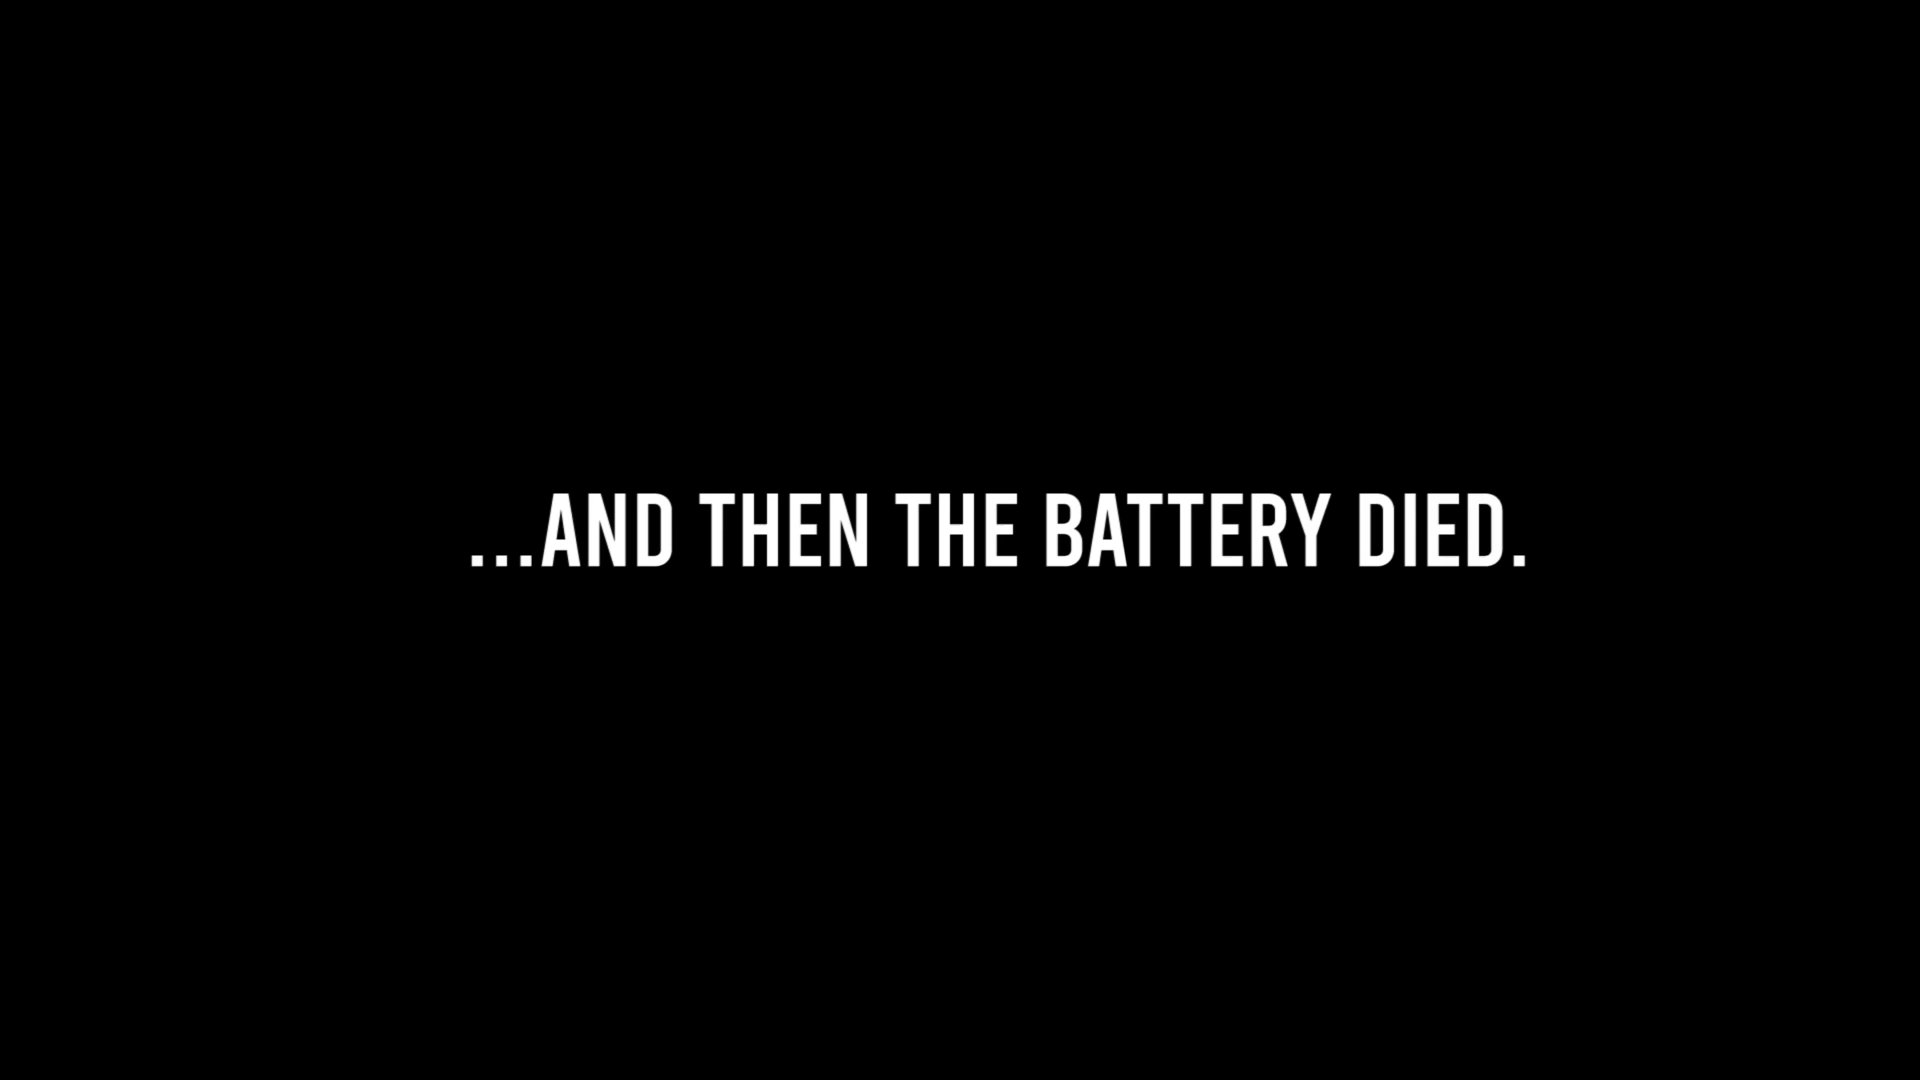 ...AND THEN THE BATTERY DIED.